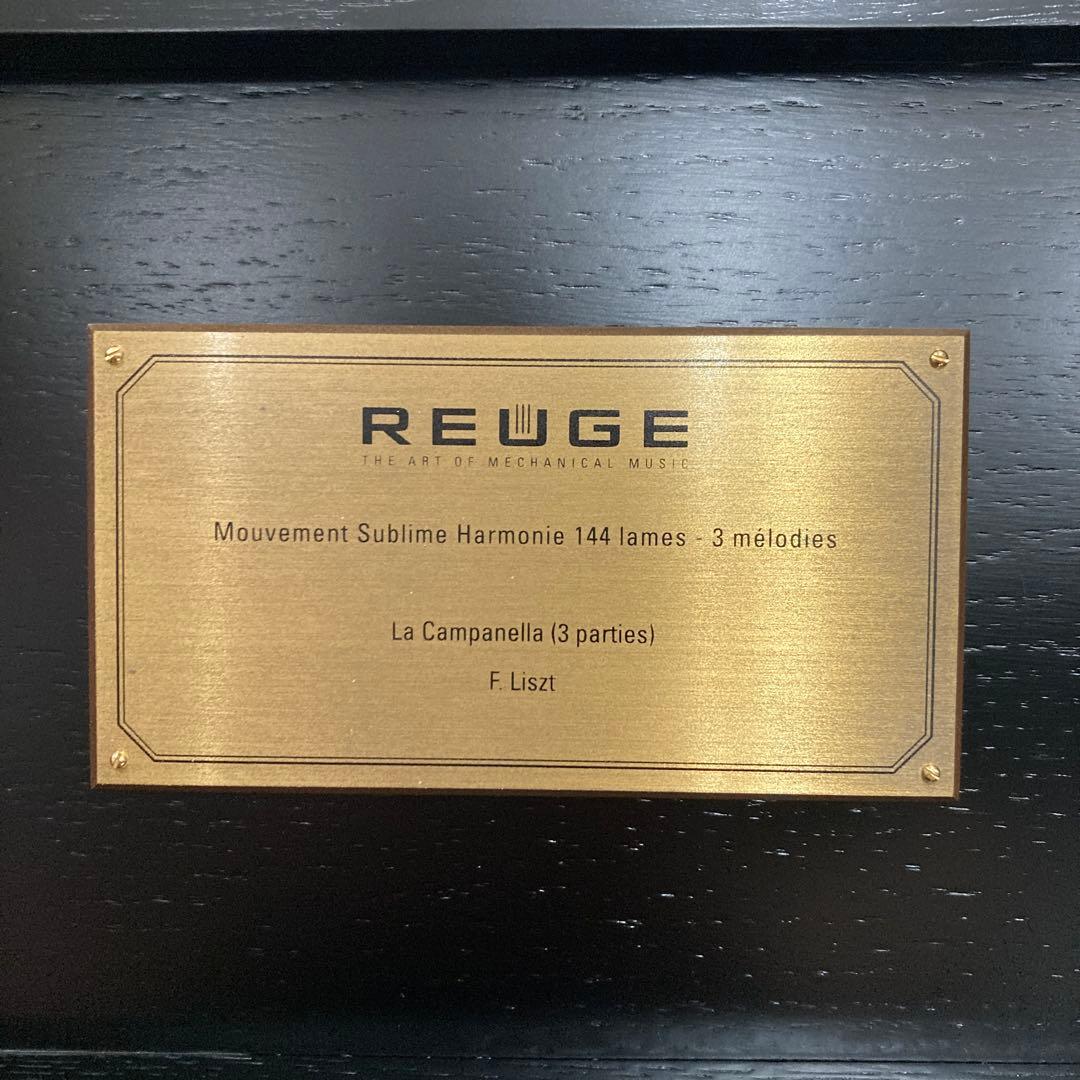 REUGE
THE ART OF MECHANICAL MUSIC
Mouvement Sublime Harmonie 144 lames - 3 mélodies
La Campanella (3 parties)
F. Liszt